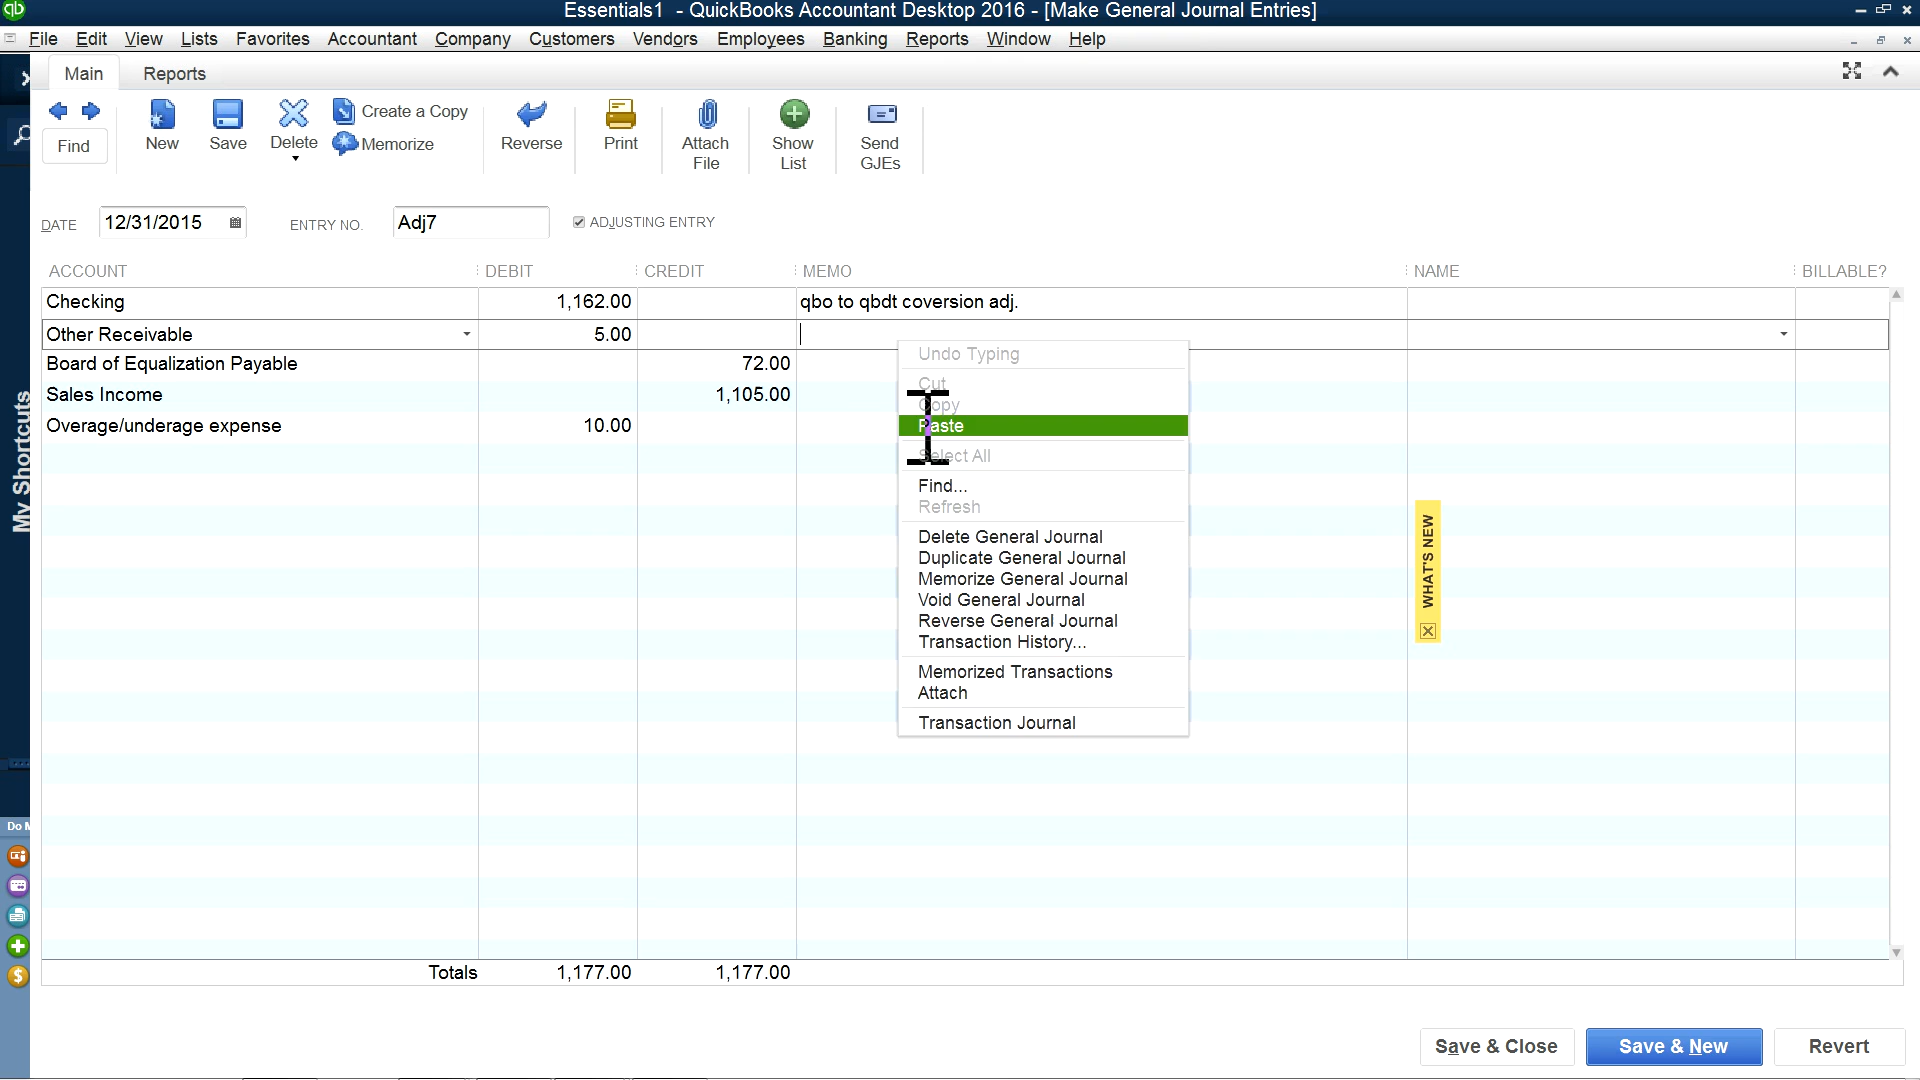 Essentials1 - QuickBooks Accountant Desktop 2016 - [Make General Journal Entries]
File Edit View Lists Favorites Accountant Company Customers Vendors Employees Banking Reports Window Help
Main Reports
Find
New
Save
Delete
Create a Copy
Memorize
Reverse
Print
Attach File
Show List
Send GJEs
DATE 12/31/2015 ENTRY NO. Adj7 ADJUSTING ENTRY
ACCOUNT DEBIT CREDIT MEMO NAME BILLABLE?
Checking 1,162.00 qbo to qbdt coversion adj.
Other Receivable 5.00
Board of Equalization Payable 72.00
Sales Income 1,105.00
Overage/underage expense 10.00
Undo Typing
Cut
Copy
Paste
Select All
Find...
Refresh
Delete General Journal
Duplicate General Journal
Memorize General Journal
Void General Journal
Reverse General Journal
Transaction History...
Memorized Transactions
Attach
Transaction Journal
My Shortcuts
WHAT'S NEW
Do M
Totals 1,177.00 1,177.00
Save & Close Save & New Revert